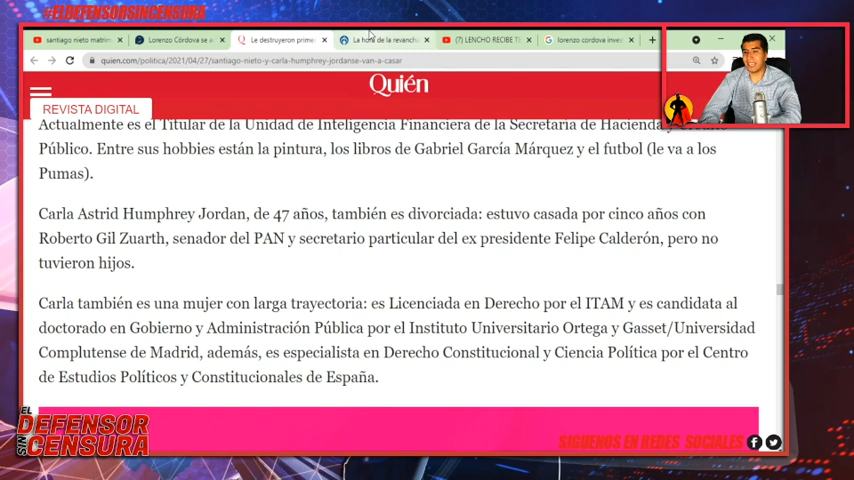 #ELDEFENSORSINCENSURA
santiago nieto matrim
Lorenzo Córdova se a
Le destruyeron prime
La hora de la revancha
(7) LENCHO RECIBE TE
lorenzo cordova inves
quien.com/politica/2021/04/27/santiago-nieto-y-carla-humphrey-jordanse-van-a-casar
Quién
REVISTA DIGITAL
Actualmente es el Titular de la Unidad de Inteligencia Financiera de la Secretaría de Hacienda y
Público. Entre sus hobbies están la pintura, los libros de Gabriel García Márquez y el futbol (le va a los
Pumas).
Carla Astrid Humphrey Jordan, de 47 años, también es divorciada: estuvo casada por cinco años con
Roberto Gil Zuarth, senador del PAN y secretario particular del ex presidente Felipe Calderón, pero no
tuvieron hijos.
Carla también es una mujer con larga trayectoria: es Licenciada en Derecho por el ITAM y es candidata al
doctorado en Gobierno y Administración Pública por el Instituto Universitario Ortega y Gasset/Universidad
Complutense de Madrid, además, es especialista en Derecho Constitucional y Ciencia Política por el Centro
de Estudios Políticos y Constitucionales de España.
EL DEFENSOR
SIN CENSURA
SIGUENOS EN REDES SOCIALES